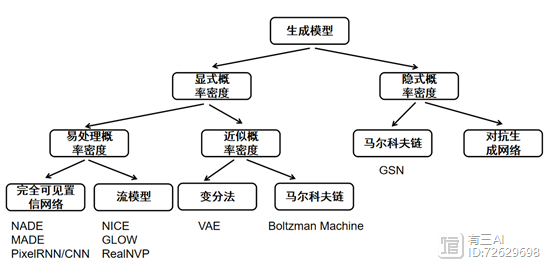 生成模型
显式概
率密度
隐式概
率密度
易处理概
率密度
近似概
率密度
马尔科夫链
对抗生
成网络
GSN
完全可见置
信网络
流模型
变分法
马尔科夫链
NADE
MADE
PixelRNN/CNN
NICE
GLOW
RealNVP
VAE
Boltzman Machine
有三AI
ID:72629698